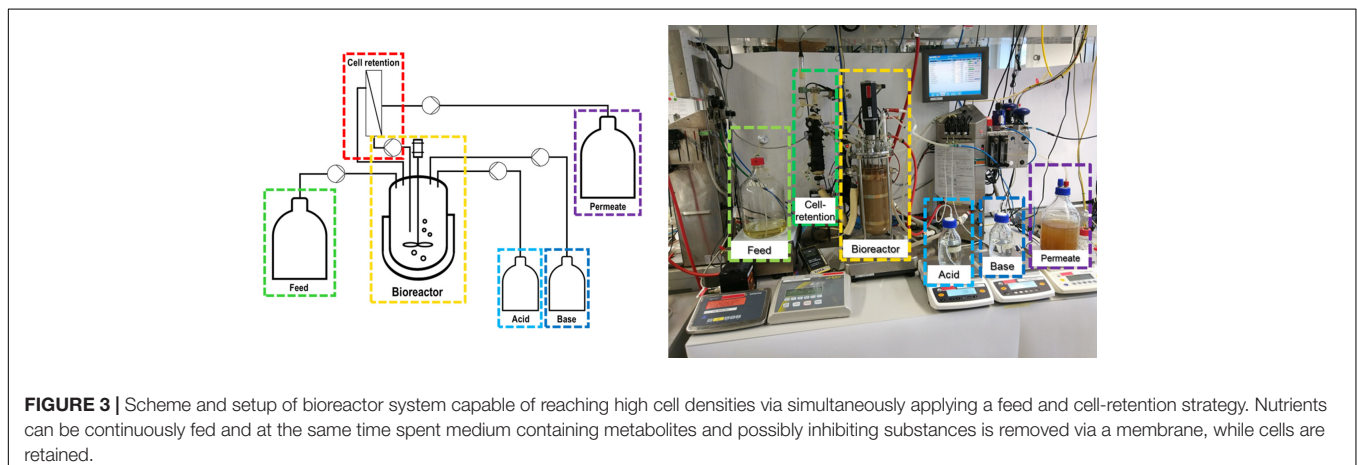 Cell retention
Permeate
Feed
Bioreactor
Acid
Base
Cell-
retention
Feed
Bioreactor
Acid
Base
Permeate
FIGURE 3 | Scheme and setup of bioreactor system capable of reaching high cell densities via simultaneously applying a feed and cell-retention strategy. Nutrients
can be continuously fed and at the same time spent medium containing metabolites and possibly inhibiting substances is removed via a membrane, while cells are
retained.